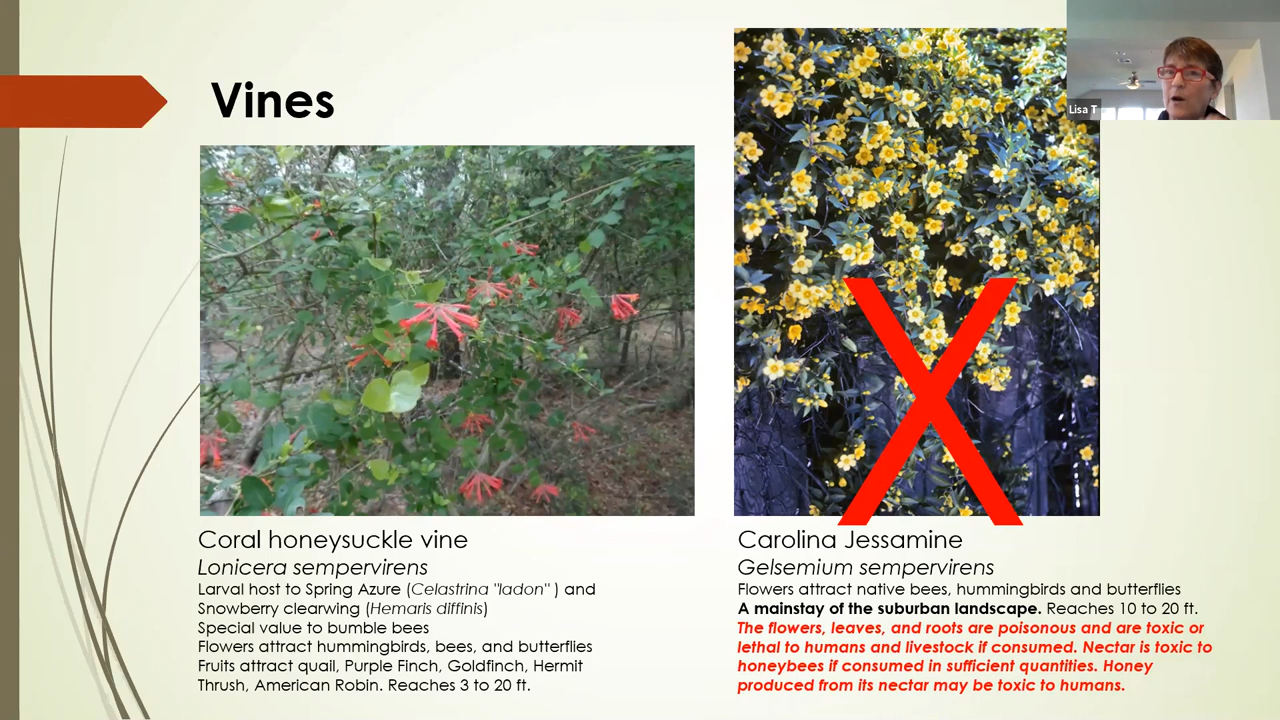 Vines
Lisa T
Coral honeysuckle vine
Lonicera sempervirens
Larval host to Spring Azure (Celastrina "ladon" ) and
Snowberry clearwing (Hemaris diffinis)
Special value to bumble bees
Flowers attract hummingbirds, bees, and butterflies
Fruits attract quail, Purple Finch, Goldfinch, Hermit
Thrush, American Robin. Reaches 3 to 20 ft.
Carolina Jessamine
Gelsemium sempervirens
Flowers attract native bees, hummingbirds and butterflies
A mainstay of the suburban landscape. Reaches 10 to 20 ft.
The flowers, leaves, and roots are poisonous and are toxic or
lethal to humans and livestock if consumed. Nectar is toxic to
honeybees if consumed in sufficient quantities. Honey
produced from its nectar may be toxic to humans.